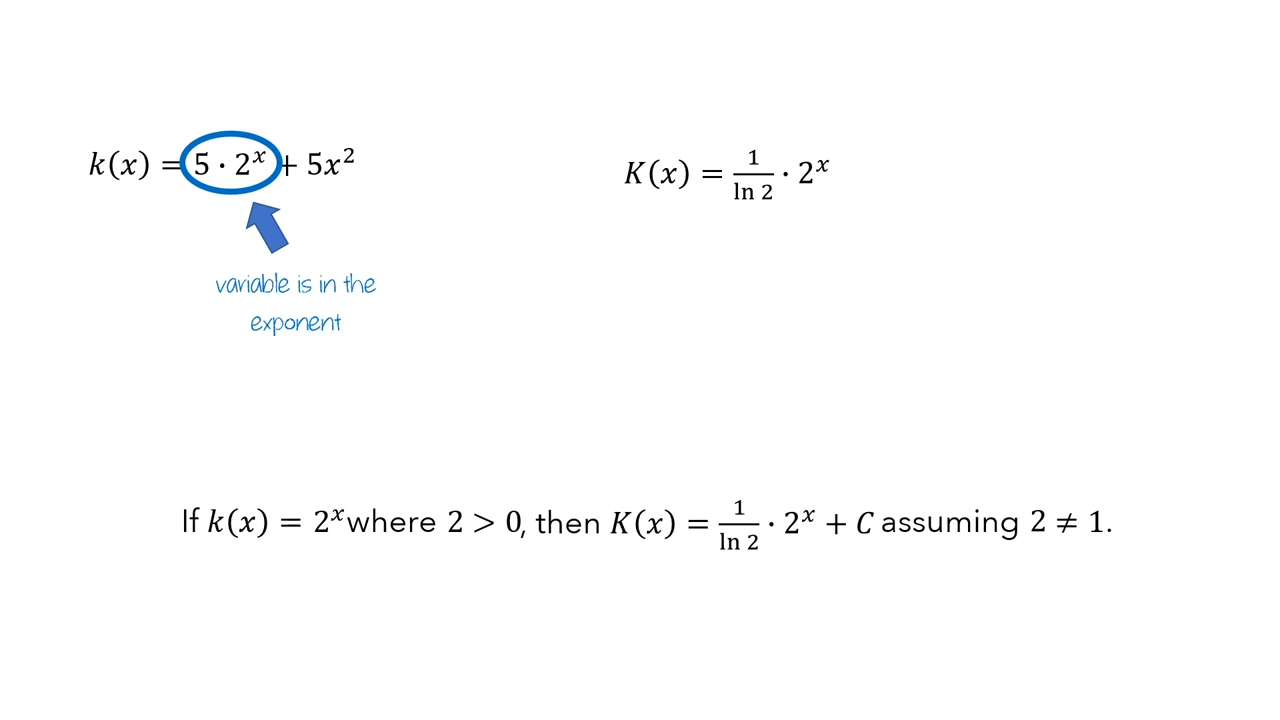 k(x) = 5 · 2^x + 5x^2
K(x) = 1/ln 2 · 2^x
variable is in the
exponent
If k(x) = 2^x where 2 > 0, then K(x) = 1/ln 2 · 2^x + C assuming 2 ≠ 1.